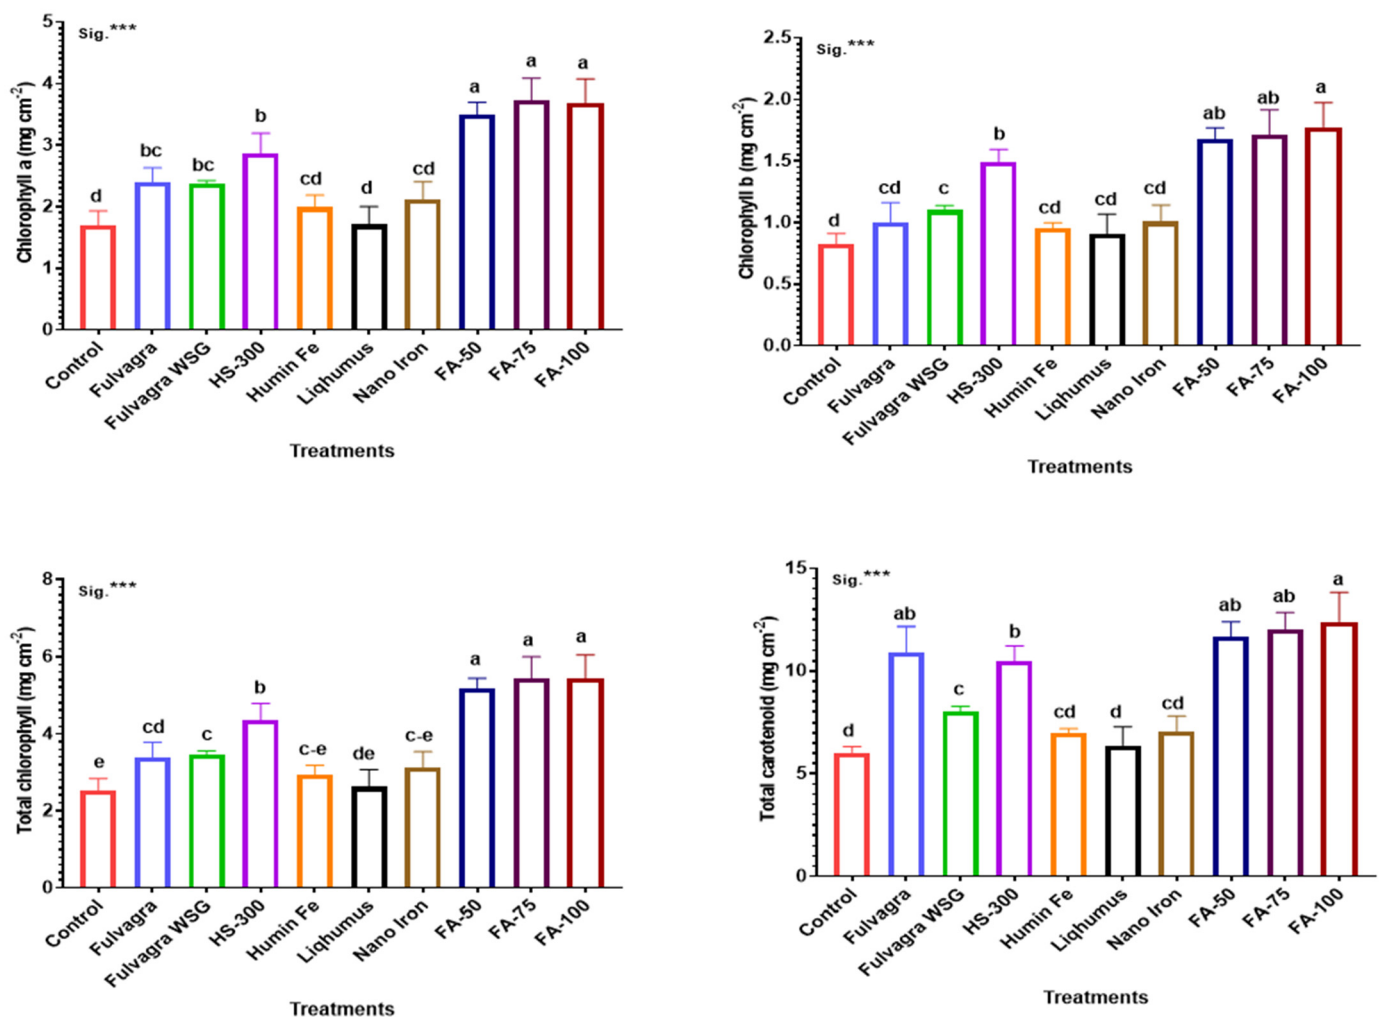 Sig.***
Chlorophyll a (mg cm-2)
5
4
3
2
1
0
d
bc
bc
b
cd
d
cd
a
a
a
Control
Fulvagra
Fulvagra WSG
HS-300
Humin Fe
Liqhumus
Nano Iron
FA-50
FA-75
FA-100
Treatments
Sig.***
Chlorophyll b (mg cm-2)
2.5
2.0
1.5
1.0
0.5
0.0
d
cd
c
b
cd
cd
cd
ab
ab
a
Control
Fulvagra
Fulvagra WSG
HS-300
Humin Fe
Liqhumus
Nano Iron
FA-50
FA-75
FA-100
Treatments
Sig.***
Total chlorophyll (mg cm-2)
8
6
4
2
0
e
cd
c
b
c-e
de
c-e
a
a
a
Control
Fulvagra
Fulvagra WSG
HS-300
Humin Fe
Liqhumus
Nano Iron
FA-50
FA-75
FA-100
Treatments
Sig.***
Total carotenoid (mg cm-2)
15
10
5
0
d
ab
c
b
cd
d
cd
ab
ab
a
Control
Fulvagra
Fulvagra WSG
HS-300
Humin Fe
Liqhumus
Nano Iron
FA-50
FA-75
FA-100
Treatments